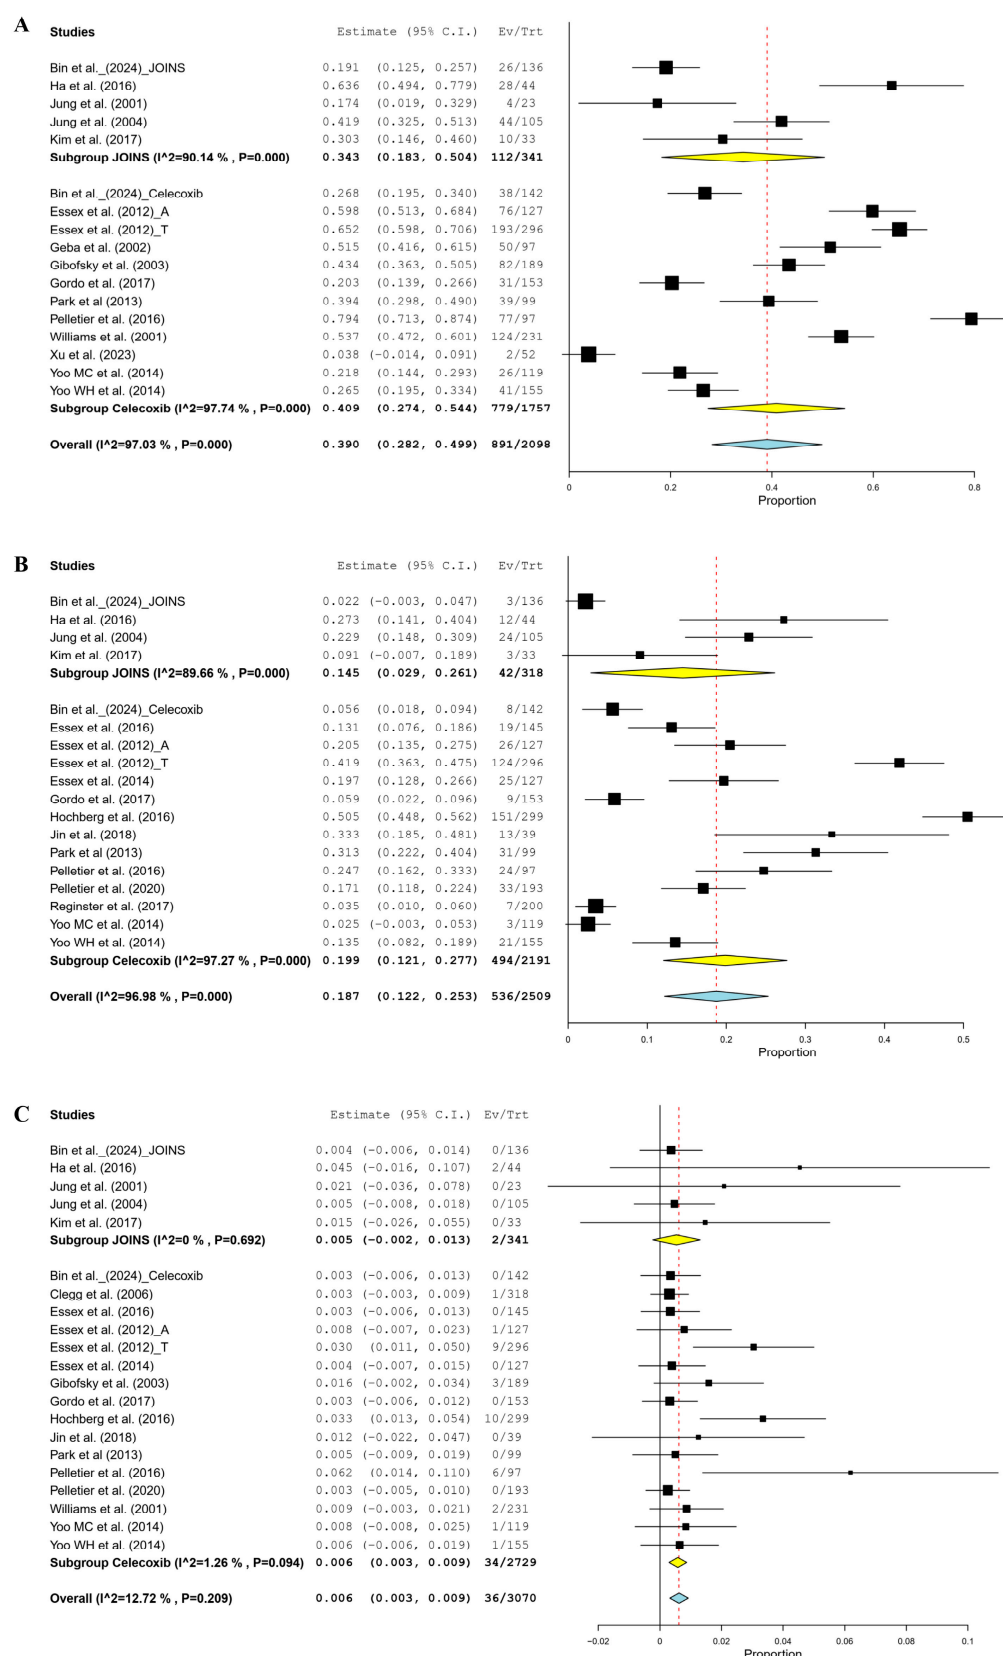 A
Studies Estimate (95% C.I.) Ev/Trt
Bin et al._(2024)_JOINS 0.191 (0.125, 0.257) 26/136
Ha et al. (2016) 0.636 (0.494, 0.779) 28/44
Jung et al. (2001) 0.174 (0.019, 0.329) 4/23
Jung et al. (2004) 0.419 (0.325, 0.513) 44/105
Kim et al. (2017) 0.303 (0.146, 0.460) 10/33
Subgroup JOINS (I^2=90.14 % , P=0.000) 0.343 (0.183, 0.504) 112/341
Bin et al._(2024)_Celecoxib 0.268 (0.195, 0.340) 38/142
Essex et al. (2012)_A 0.598 (0.513, 0.684) 76/127
Essex et al. (2012)_T 0.652 (0.598, 0.706) 193/296
Geba et al. (2002) 0.515 (0.416, 0.615) 50/97
Gibofsky et al. (2003) 0.434 (0.363, 0.505) 82/189
Gordo et al. (2017) 0.203 (0.139, 0.266) 31/153
Park et al (2013) 0.394 (0.298, 0.490) 39/99
Pelletier et al. (2016) 0.794 (0.713, 0.874) 77/97
Williams et al. (2001) 0.537 (0.472, 0.601) 124/231
Xu et al. (2023) 0.038 (-0.014, 0.091) 2/52
Yoo MC et al. (2014) 0.218 (0.144, 0.293) 26/119
Yoo WH et al. (2014) 0.265 (0.195, 0.334) 41/155
Subgroup Celecoxib (I^2=97.74 % , P=0.000) 0.409 (0.274, 0.544) 779/1757
Overall (I^2=97.03 % , P=0.000) 0.390 (0.282, 0.499) 891/2098
0 0.2 0.4 0.6 0.8
Proportion
B
Studies Estimate (95% C.I.) Ev/Trt
Bin et al._(2024)_JOINS 0.022 (-0.003, 0.047) 3/136
Ha et al. (2016) 0.273 (0.141, 0.404) 12/44
Jung et al. (2004) 0.229 (0.148, 0.309) 24/105
Kim et al. (2017) 0.091 (-0.007, 0.189) 3/33
Subgroup JOINS (I^2=89.66 % , P=0.000) 0.145 (0.029, 0.261) 42/318
Bin et al._(2024)_Celecoxib 0.056 (0.018, 0.094) 8/142
Essex et al. (2016) 0.131 (0.076, 0.186) 19/145
Essex et al. (2012)_A 0.205 (0.135, 0.275) 26/127
Essex et al. (2012)_T 0.419 (0.363, 0.475) 124/296
Essex et al. (2014) 0.197 (0.128, 0.266) 25/127
Gordo et al. (2017) 0.059 (0.022, 0.096) 9/153
Hochberg et al. (2016) 0.505 (0.448, 0.562) 151/299
Jin et al. (2018) 0.333 (0.185, 0.481) 13/39
Park et al (2013) 0.313 (0.222, 0.404) 31/99
Pelletier et al. (2016) 0.247 (0.162, 0.333) 24/97
Pelletier et al. (2020) 0.171 (0.118, 0.224) 33/193
Reginster et al. (2017) 0.035 (0.010, 0.060) 7/200
Yoo MC et al. (2014) 0.025 (-0.003, 0.053) 3/119
Yoo WH et al. (2014) 0.135 (0.082, 0.189) 21/155
Subgroup Celecoxib (I^2=97.27 % , P=0.000) 0.199 (0.121, 0.277) 494/2191
Overall (I^2=96.98 % , P=0.000) 0.187 (0.122, 0.253) 536/2509
0 0.1 0.2 0.3 0.4 0.5
Proportion
C
Studies Estimate (95% C.I.) Ev/Trt
Bin et al._(2024)_JOINS 0.004 (-0.006, 0.014) 0/136
Ha et al. (2016) 0.045 (-0.016, 0.107) 2/44
Jung et al. (2001) 0.021 (-0.036, 0.078) 0/23
Jung et al. (2004) 0.005 (-0.008, 0.018) 0/105
Kim et al. (2017) 0.015 (-0.026, 0.055) 0/33
Subgroup JOINS (I^2=0 % , P=0.692) 0.005 (-0.002, 0.013) 2/341
Bin et al._(2024)_Celecoxib 0.003 (-0.006, 0.013) 0/142
Clegg et al. (2006) 0.003 (-0.003, 0.009) 1/318
Essex et al. (2016) 0.003 (-0.006, 0.013) 0/145
Essex et al. (2012)_A 0.008 (-0.007, 0.023) 1/127
Essex et al. (2012)_T 0.030 (0.011, 0.050) 9/296
Essex et al. (2014) 0.004 (-0.007, 0.015) 0/127
Gibofsky et al. (2003) 0.016 (-0.002, 0.034) 3/189
Gordo et al. (2017) 0.003 (-0.006, 0.012) 0/153
Hochberg et al. (2016) 0.033 (0.013, 0.054) 10/299
Jin et al. (2018) 0.012 (-0.022, 0.047) 0/39
Park et al (2013) 0.005 (-0.009, 0.019) 0/99
Pelletier et al. (2016) 0.062 (0.014, 0.110) 6/97
Pelletier et al. (2020) 0.003 (-0.005, 0.010) 0/193
Williams et al. (2001) 0.009 (-0.003, 0.021) 2/231
Yoo MC et al. (2014) 0.008 (-0.008, 0.025) 1/119
Yoo WH et al. (2014) 0.006 (-0.006, 0.019) 1/155
Subgroup Celecoxib (I^2=1.26 % , P=0.094) 0.006 (0.003, 0.009) 34/2729
Overall (I^2=12.72 % , P=0.209) 0.006 (0.003, 0.009) 36/3070
−0.02 0 0.02 0.04 0.06 0.08 0.1
Proportion